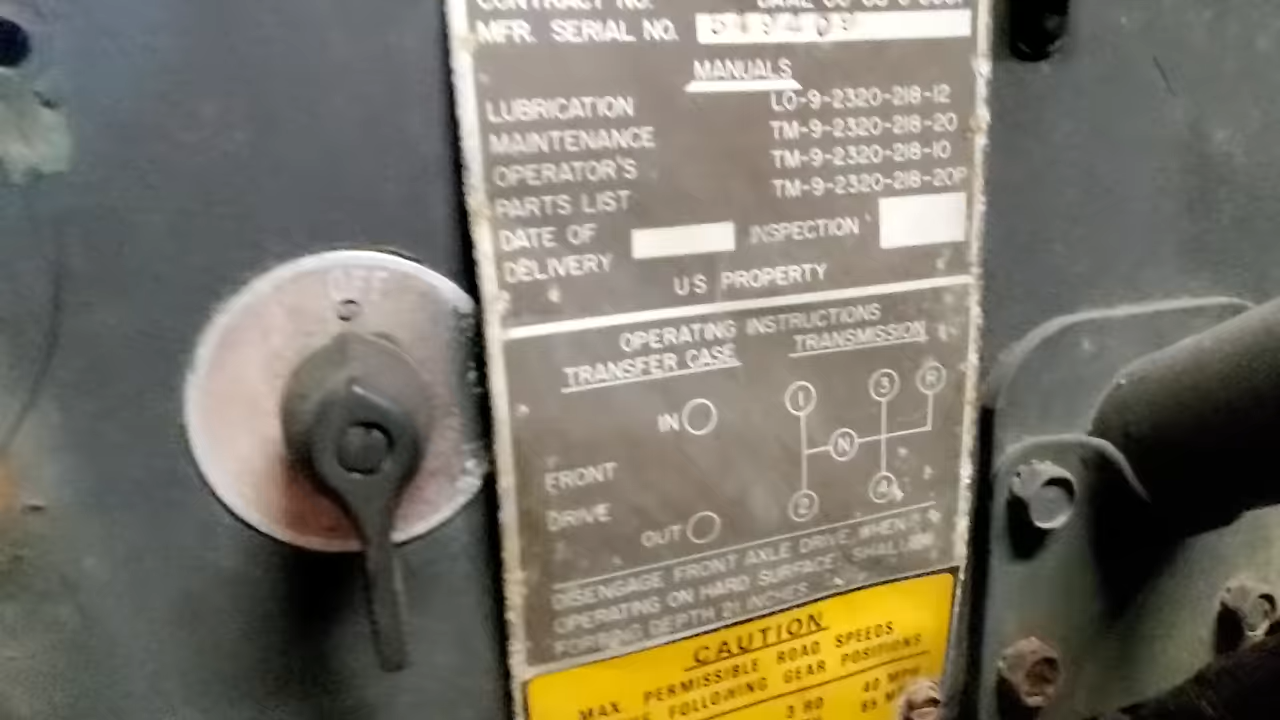 CONTRACT NO.
MFR. SERIAL NO.
MANUALS
LUBRICATION LO-9-2320-218-12
MAINTENANCE TM-9-2320-218-20
OPERATOR'S TM-9-2320-218-10
PARTS LIST TM-9-2320-218-20P
DATE OF DELIVERY INSPECTION
US PROPERTY
OPERATING INSTRUCTIONS
TRANSFER CASE TRANSMISSION
IN 1 3 R
N
FRONT DRIVE
OUT 2 4
DISENGAGE FRONT AXLE DRIVE WHEN
OPERATING ON HARD SURFACE. SHALLOW
FORDING DEPTH 21 INCHES
CAUTION
MAX. PERMISSIBLE ROAD SPEEDS
FOLLOWING GEAR POSITIONS
3 RD 40 MPH
OFF